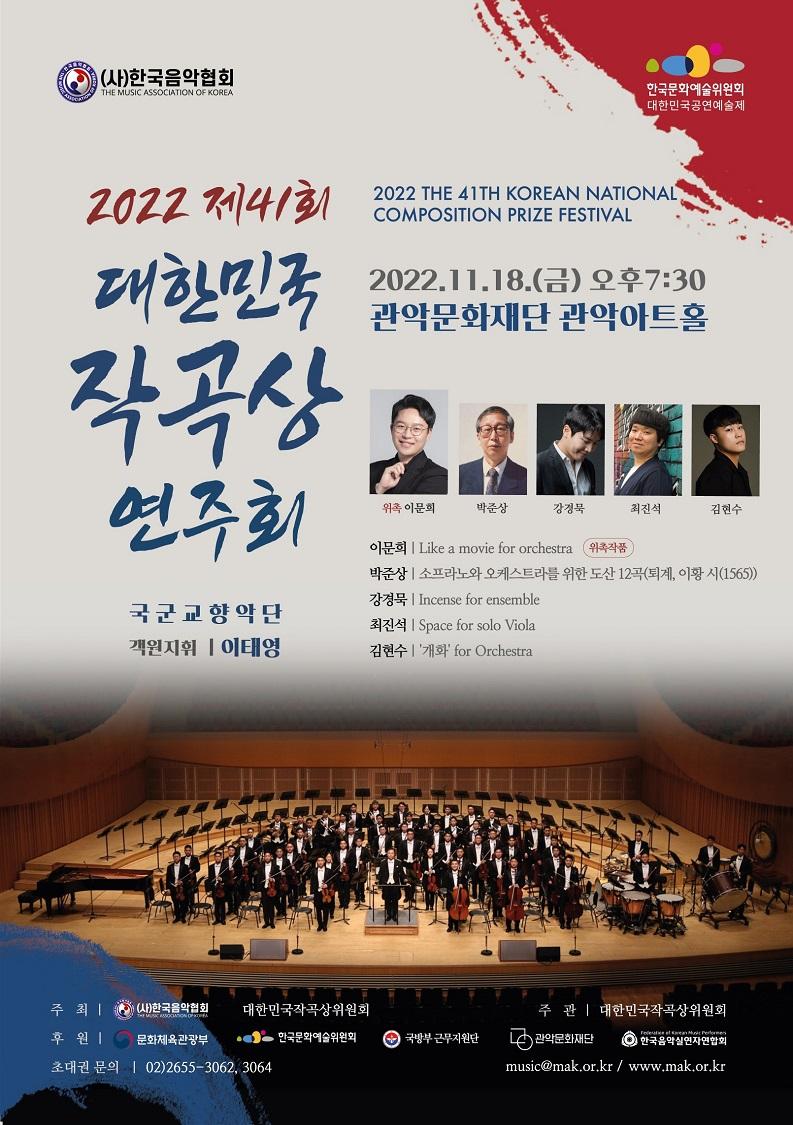 (사)한국음악협회
THE MUSIC ASSOCIATION OF KOREA
한국문화예술위원회
대한민국공연예술제
2022 제41회
대한민국
작곡상
연주회
2022 THE 41TH KOREAN NATIONAL
COMPOSITION PRIZE FESTIVAL
2022.11.18.(금) 오후7:30
관악문화재단 관악아트홀
위촉 이문희
박준상
강경묵
최진석
김현수
이문희 | Like a movie for orchestra 위촉작품
박준상 | 소프라노와 오케스트라를 위한 도산 12곡(퇴계, 이황 시(1565))
강경묵 | Incense for ensemble
최진석 | Space for solo Viola
김현수 | '개화' for Orchestra
국군교향악단
객원지휘 | 이태영
주 최 | (사)한국음악협회 THE MUSIC ASSOCIATION OF KOREA 대한민국작곡상위원회
주 관 | 대한민국작곡상위원회
후 원 | 문화체육관광부 한국문화예술위원회 국방부 근무지원단 관악문화재단 Federation of Korean Music Performers 한국음악실연자연합회
초대권 문의 | 02)2655-3062, 3064
music@mak.or.kr / www.mak.or.kr